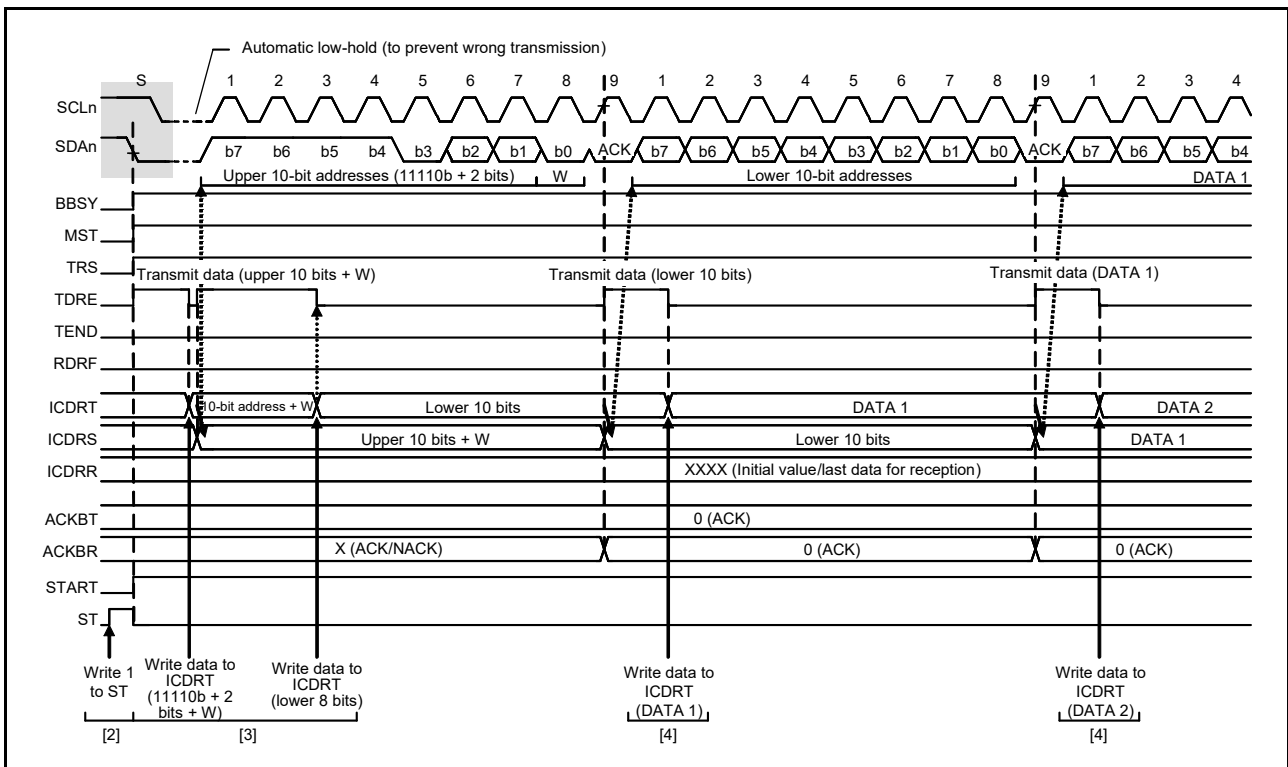 Automatic low-hold (to prevent wrong transmission)
S 1 2 3 4 5 6 7 8 9 1 2 3 4 5 6 7 8 9 1 2 3 4
SCLn
SDAn b7 b6 b5 b4 b3 b2 b1 b0 ACK b7 b6 b5 b4 b3 b2 b1 b0 ACK b7 b6 b5 b4
Upper 10-bit addresses (11110b + 2 bits) W Lower 10-bit addresses DATA 1
BBSY
MST
TRS
Transmit data (upper 10 bits + W) Transmit data (lower 10 bits) Transmit data (DATA 1)
TDRE
TEND
RDRF
ICDRT 10-bit address + W Lower 10 bits DATA 1 DATA 2
ICDRS Upper 10 bits + W Lower 10 bits DATA 1
ICDRR XXXX (Initial value/last data for reception)
ACKBT 0 (ACK)
ACKBR X (ACK/NACK) 0 (ACK) 0 (ACK)
START
ST
Write 1
to ST
Write data to
ICDRT
(11110b + 2
bits + W)
Write data to
ICDRT
(lower 8 bits)
Write data to
ICDRT
(DATA 1)
Write data to
ICDRT
(DATA 2)
[2] [3] [4] [4]